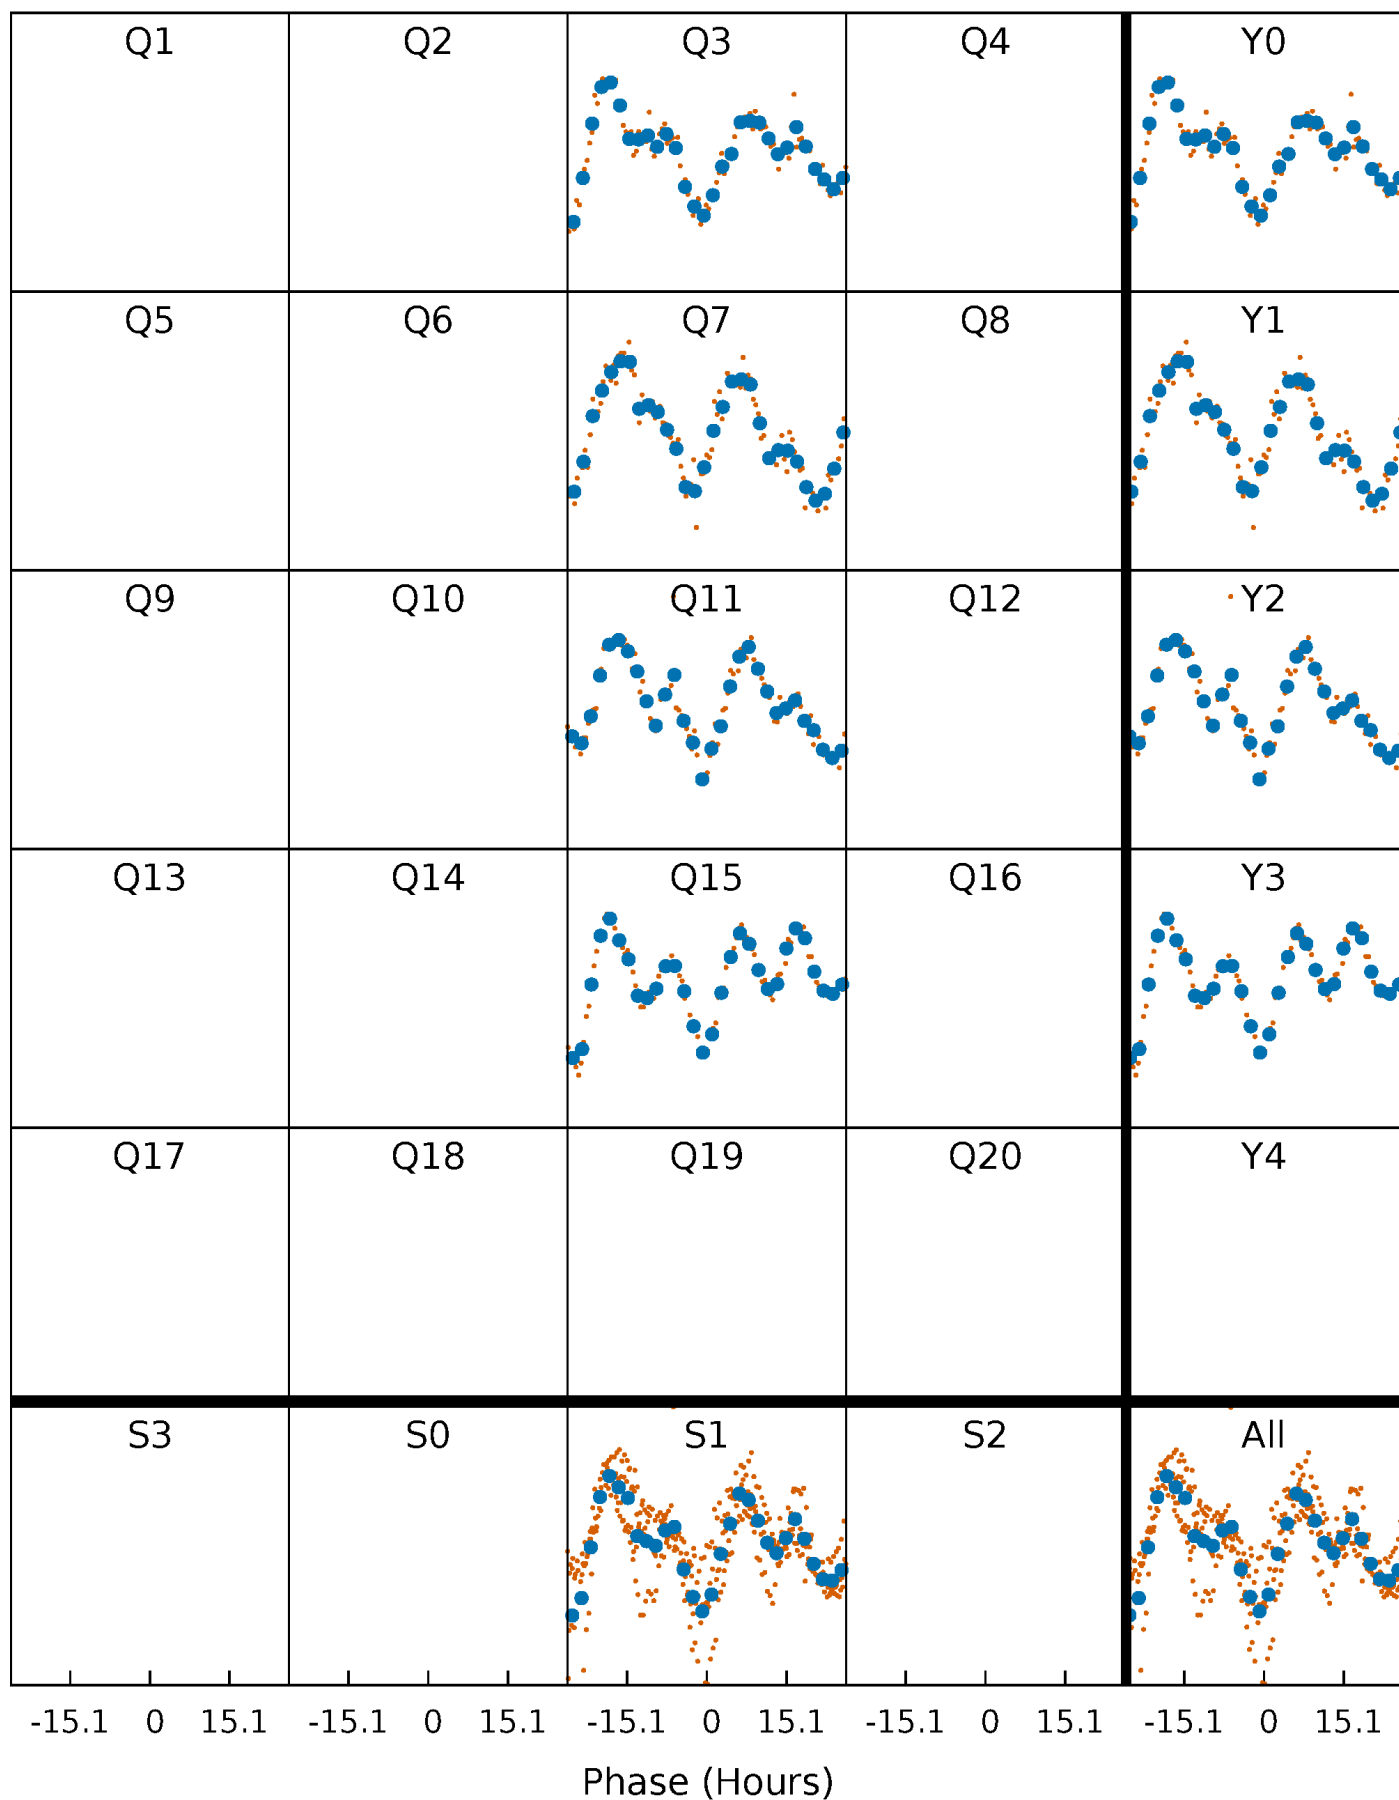 Q1 Q2 Q3 Q4 Y0
Q5 Q6 Q7 Q8 Y1
Q9 Q10 Q11 Q12 Y2
Q13 Q14 Q15 Q16 Y3
Q17 Q18 Q19 Q20 Y4
S3 S0 S1 S2 All
-15.1 0 15.1 -15.1 0 15.1 -15.1 0 15.1 -15.1 0 15.1 -15.1 0 15.1
Phase (Hours)